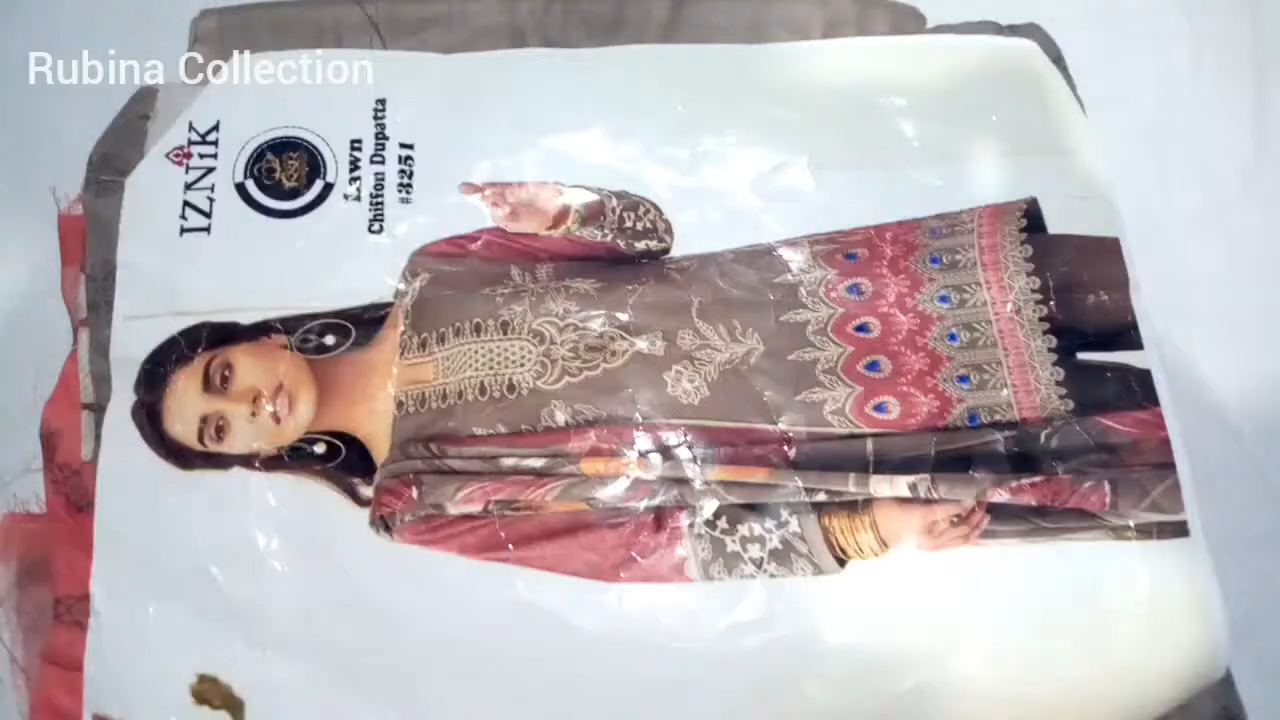 Rubina Collection
IZNiK
K&R
Lawn
Chiffon Dupatta
#3251